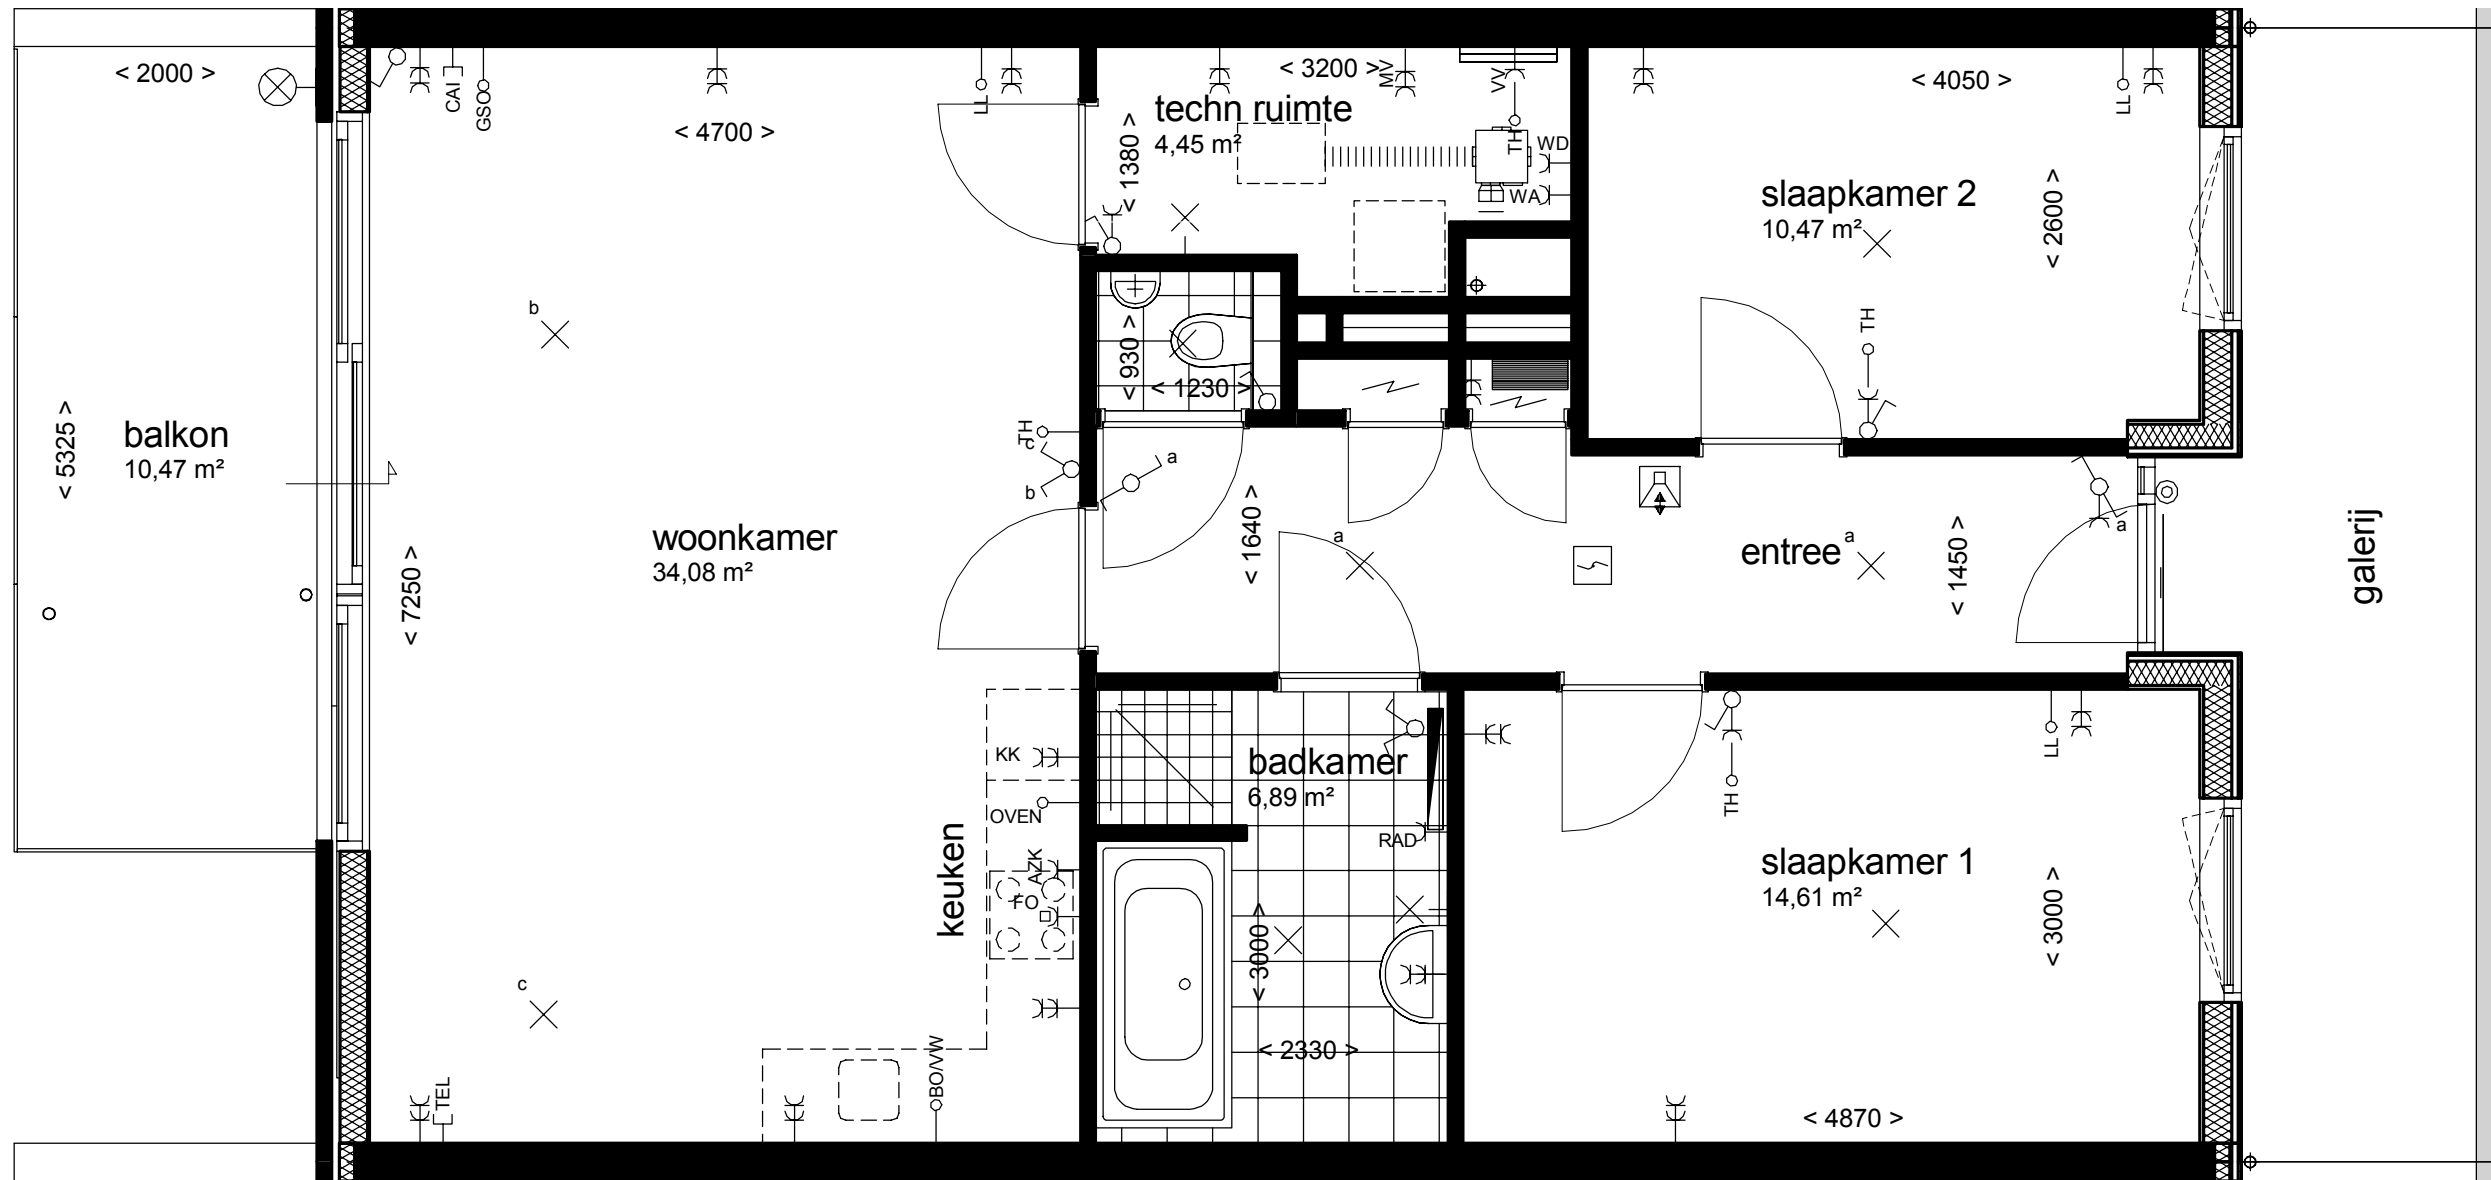 < 2000 >
CAI
GSO
< 4700 >
LL
< 3200 >
MV
VV
techn ruimte
4,45 m²
< 1380 >
TH
WD
WA
< 4050 >
LL
slaapkamer 2
10,47 m²
< 2600 >
TH
b
< 930 >
< 1230 >
balkon
10,47 m²
< 5325 >
TH
c
b
a
woonkamer
34,08 m²
< 7250 >
< 1640 >
a
entree
a
< 1450 >
a
galerij
KK
OVEN
keuken
AZK
FO
badkamer
6,89 m²
RAD
< 3000 >
< 2330 >
TH
LL
slaapkamer 1
14,61 m²
< 3000 >
< 4870 >
c
TEL
BO/VW